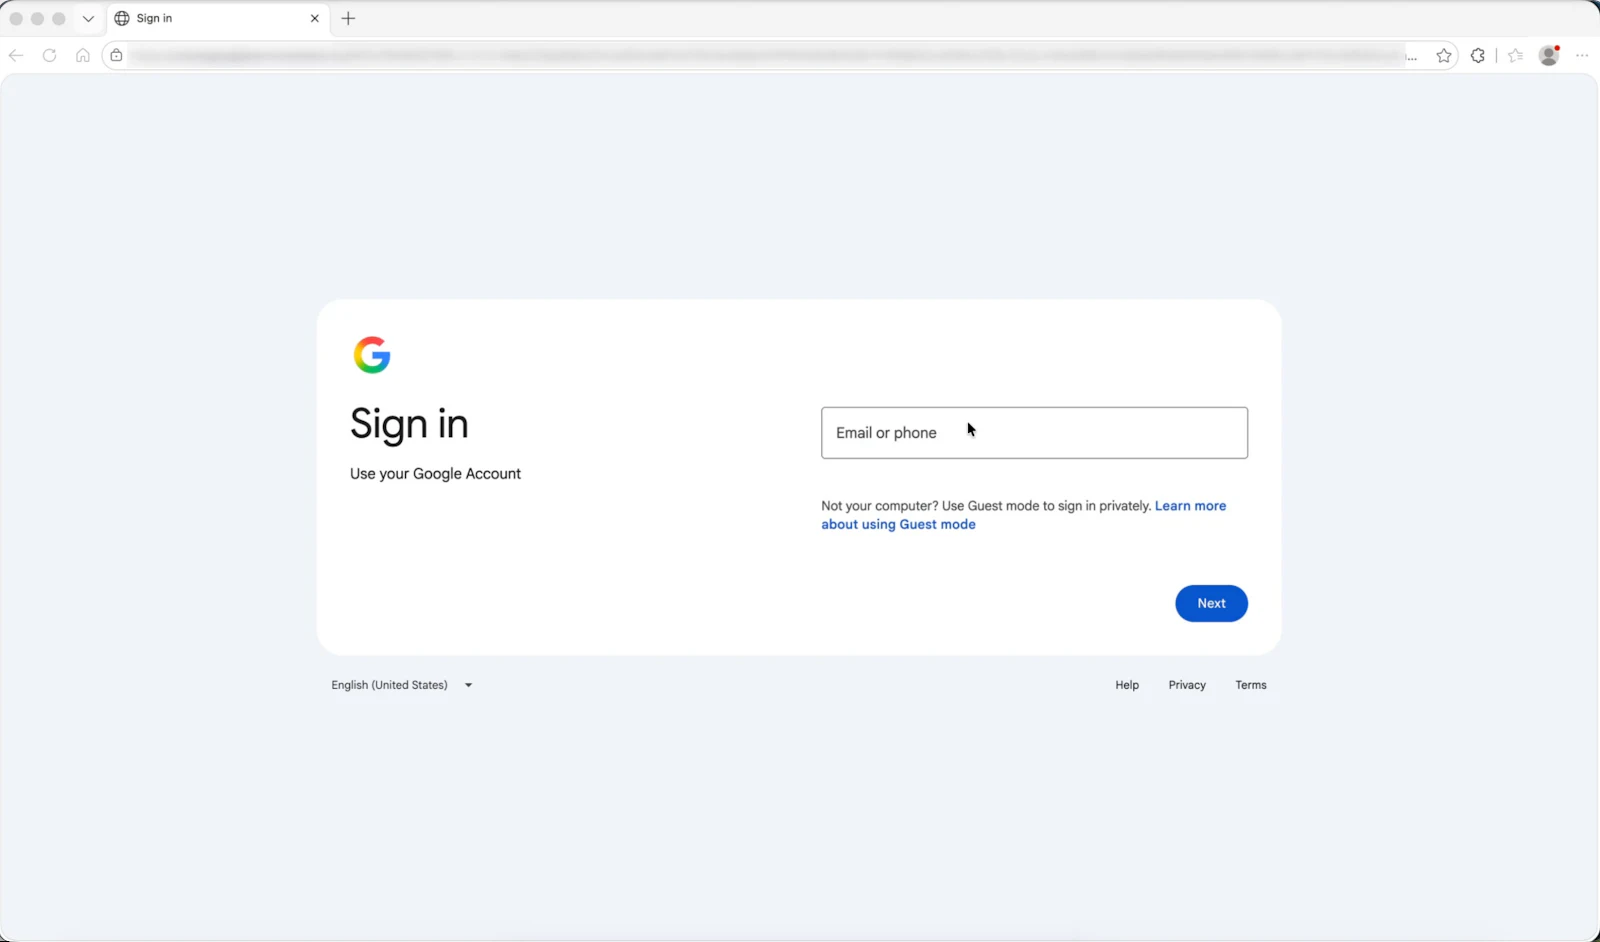 Sign in
Sign in
Use your Google Account
Email or phone
Not your computer? Use Guest mode to sign in privately. Learn more
about using Guest mode
Next
English (United States)
Help Privacy Terms